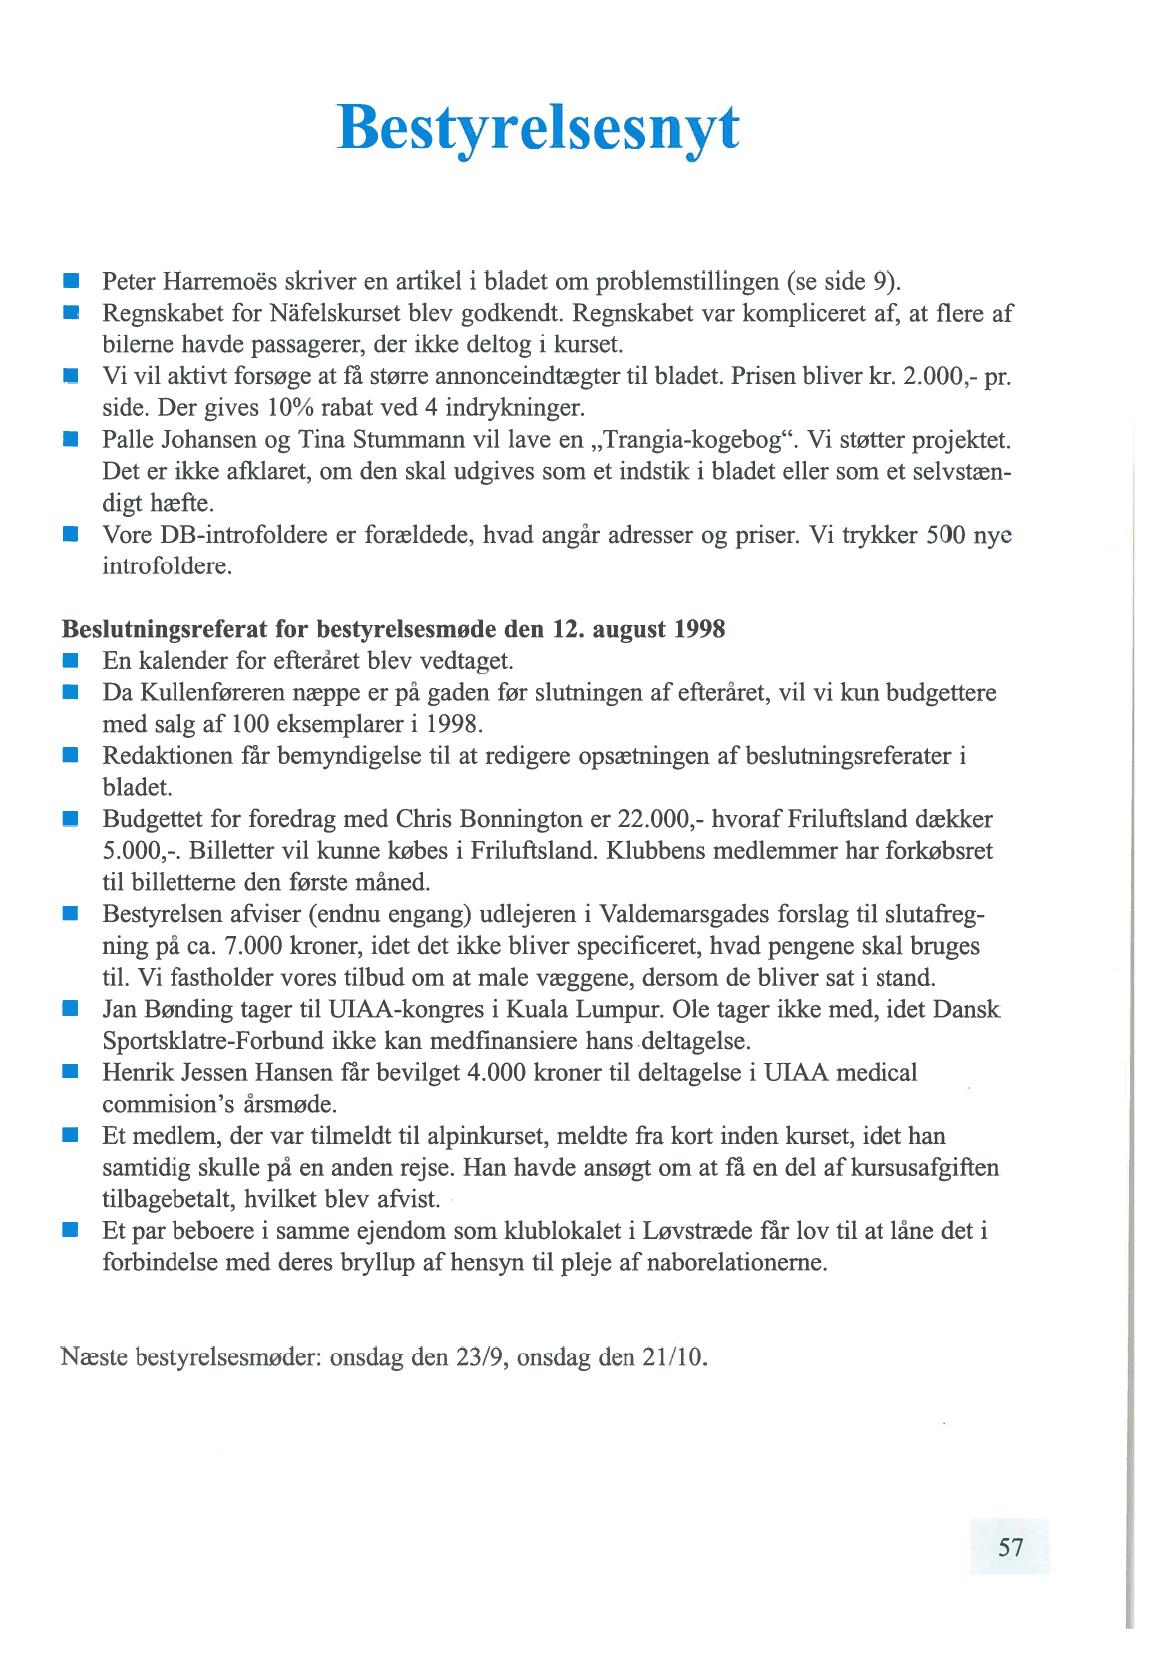 Bestyrelsesnyt
■ Peter Harremoës skriver en artikel i bladet om problemstillingen (se side 9).
■ Regnskabet for Näfelskurset blev godkendt. Regnskabet var kompliceret af, at flere af
bilerne havde passagerer, der ikke deltog i kurset.
■ Vi vil aktivt forsøge at få større annonceindtægter til bladet. Prisen bliver kr. 2.000,- pr.
side. Der gives 10% rabat ved 4 indrykninger.
■ Palle Johansen og Tina Stummann vil lave en „Trangia-kogebog“. Vi støtter projektet.
Det er ikke afklaret, om den skal udgives som et indstik i bladet eller som et selvstæn-
digt hæfte.
■ Vore DB-introfoldere er forældede, hvad angår adresser og priser. Vi trykker 500 nye
introfoldere.
Beslutningsreferat for bestyrelsesmøde den 12. august 1998
■ En kalender for efteråret blev vedtaget.
■ Da Kullenføreren næppe er på gaden før slutningen af efteråret, vil vi kun budgettere
med salg af 100 eksemplarer i 1998.
■ Redaktionen får bemyndigelse til at redigere opsætningen af beslutningsreferater i
bladet.
■ Budgettet for foredrag med Chris Bonnington er 22.000,- hvoraf Friluftsland dækker
5.000,-. Billetter vil kunne købes i Friluftsland. Klubbens medlemmer har forkøbsret
til billetterne den første måned.
■ Bestyrelsen afviser (endnu engang) udlejeren i Valdemarsgades forslag til slutafreg-
ning på ca. 7.000 kroner, idet det ikke bliver specificeret, hvad pengene skal bruges
til. Vi fastholder vores tilbud om at male væggene, dersom de bliver sat i stand.
■ Jan Bønding tager til UIAA-kongres i Kuala Lumpur. Ole tager ikke med, idet Dansk
Sportsklatre-Forbund ikke kan medfinansiere hans deltagelse.
■ Henrik Jessen Hansen får bevilget 4.000 kroner til deltagelse i UIAA medical
commision’s årsmøde.
■ Et medlem, der var tilmeldt til alpinkurset, meldte fra kort inden kurset, idet han
samtidig skulle på en anden rejse. Han havde ansøgt om at få en del af kursusafgiften
tilbagebetalt, hvilket blev afvist.
■ Et par beboere i samme ejendom som klublokalet i Løvstræde får lov til at låne det i
forbindelse med deres bryllup af hensyn til pleje af naborelationerne.
Næste bestyrelsesmøder: onsdag den 23/9, onsdag den 21/10.
57